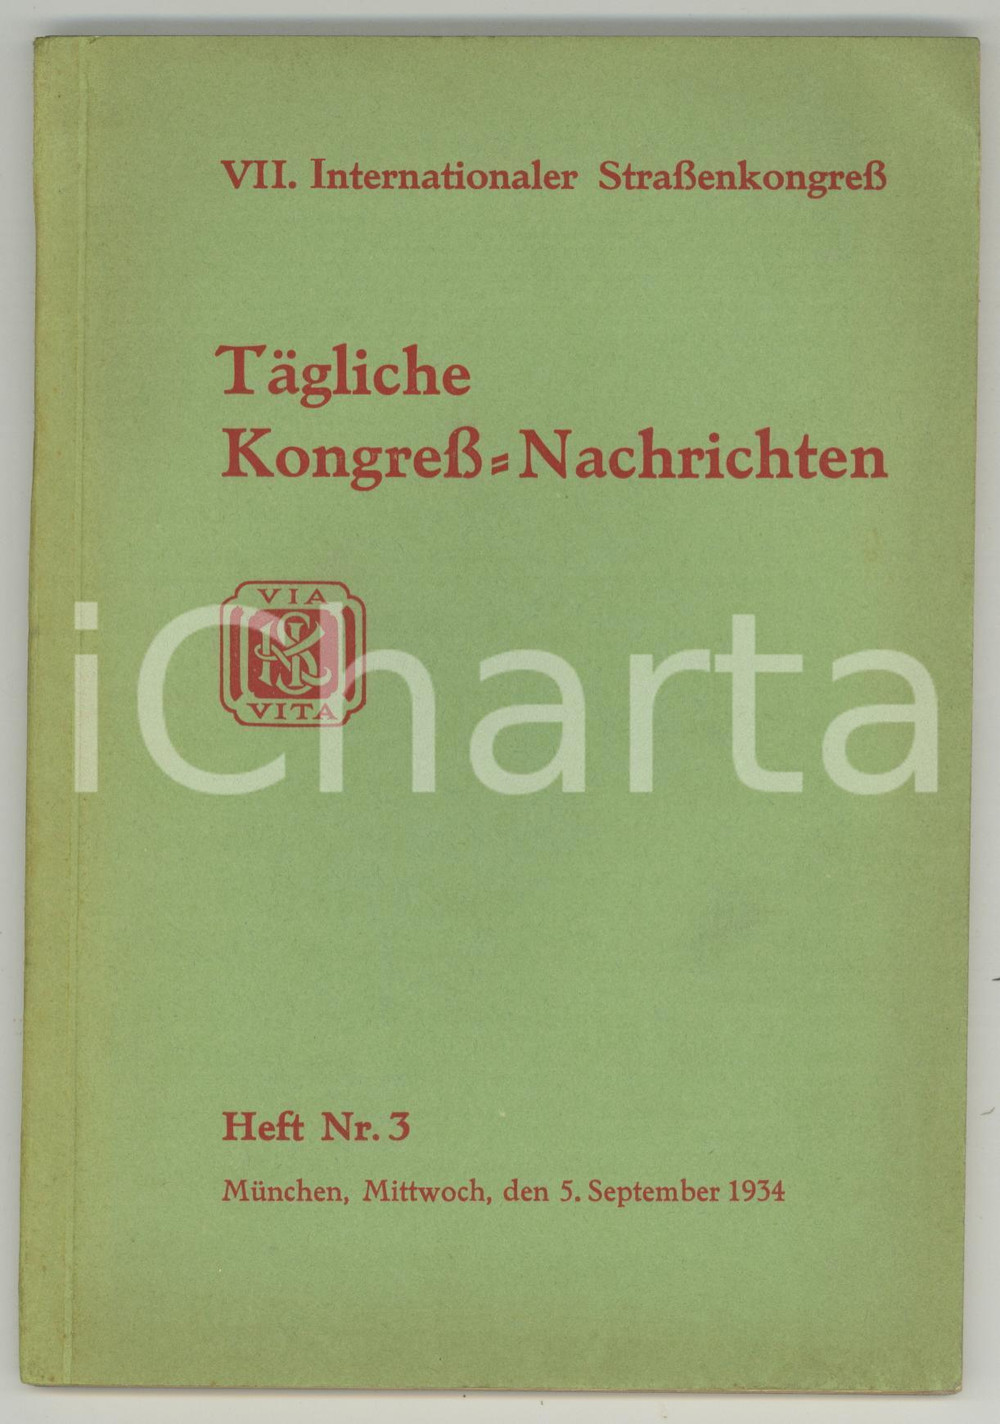 VII. Internationaler Straßenkongreß
Tägliche
Kongreß=Nachrichten
VIA
VITA
iCharta
Heft Nr. 3
München, Mittwoch, den 5. September 1934